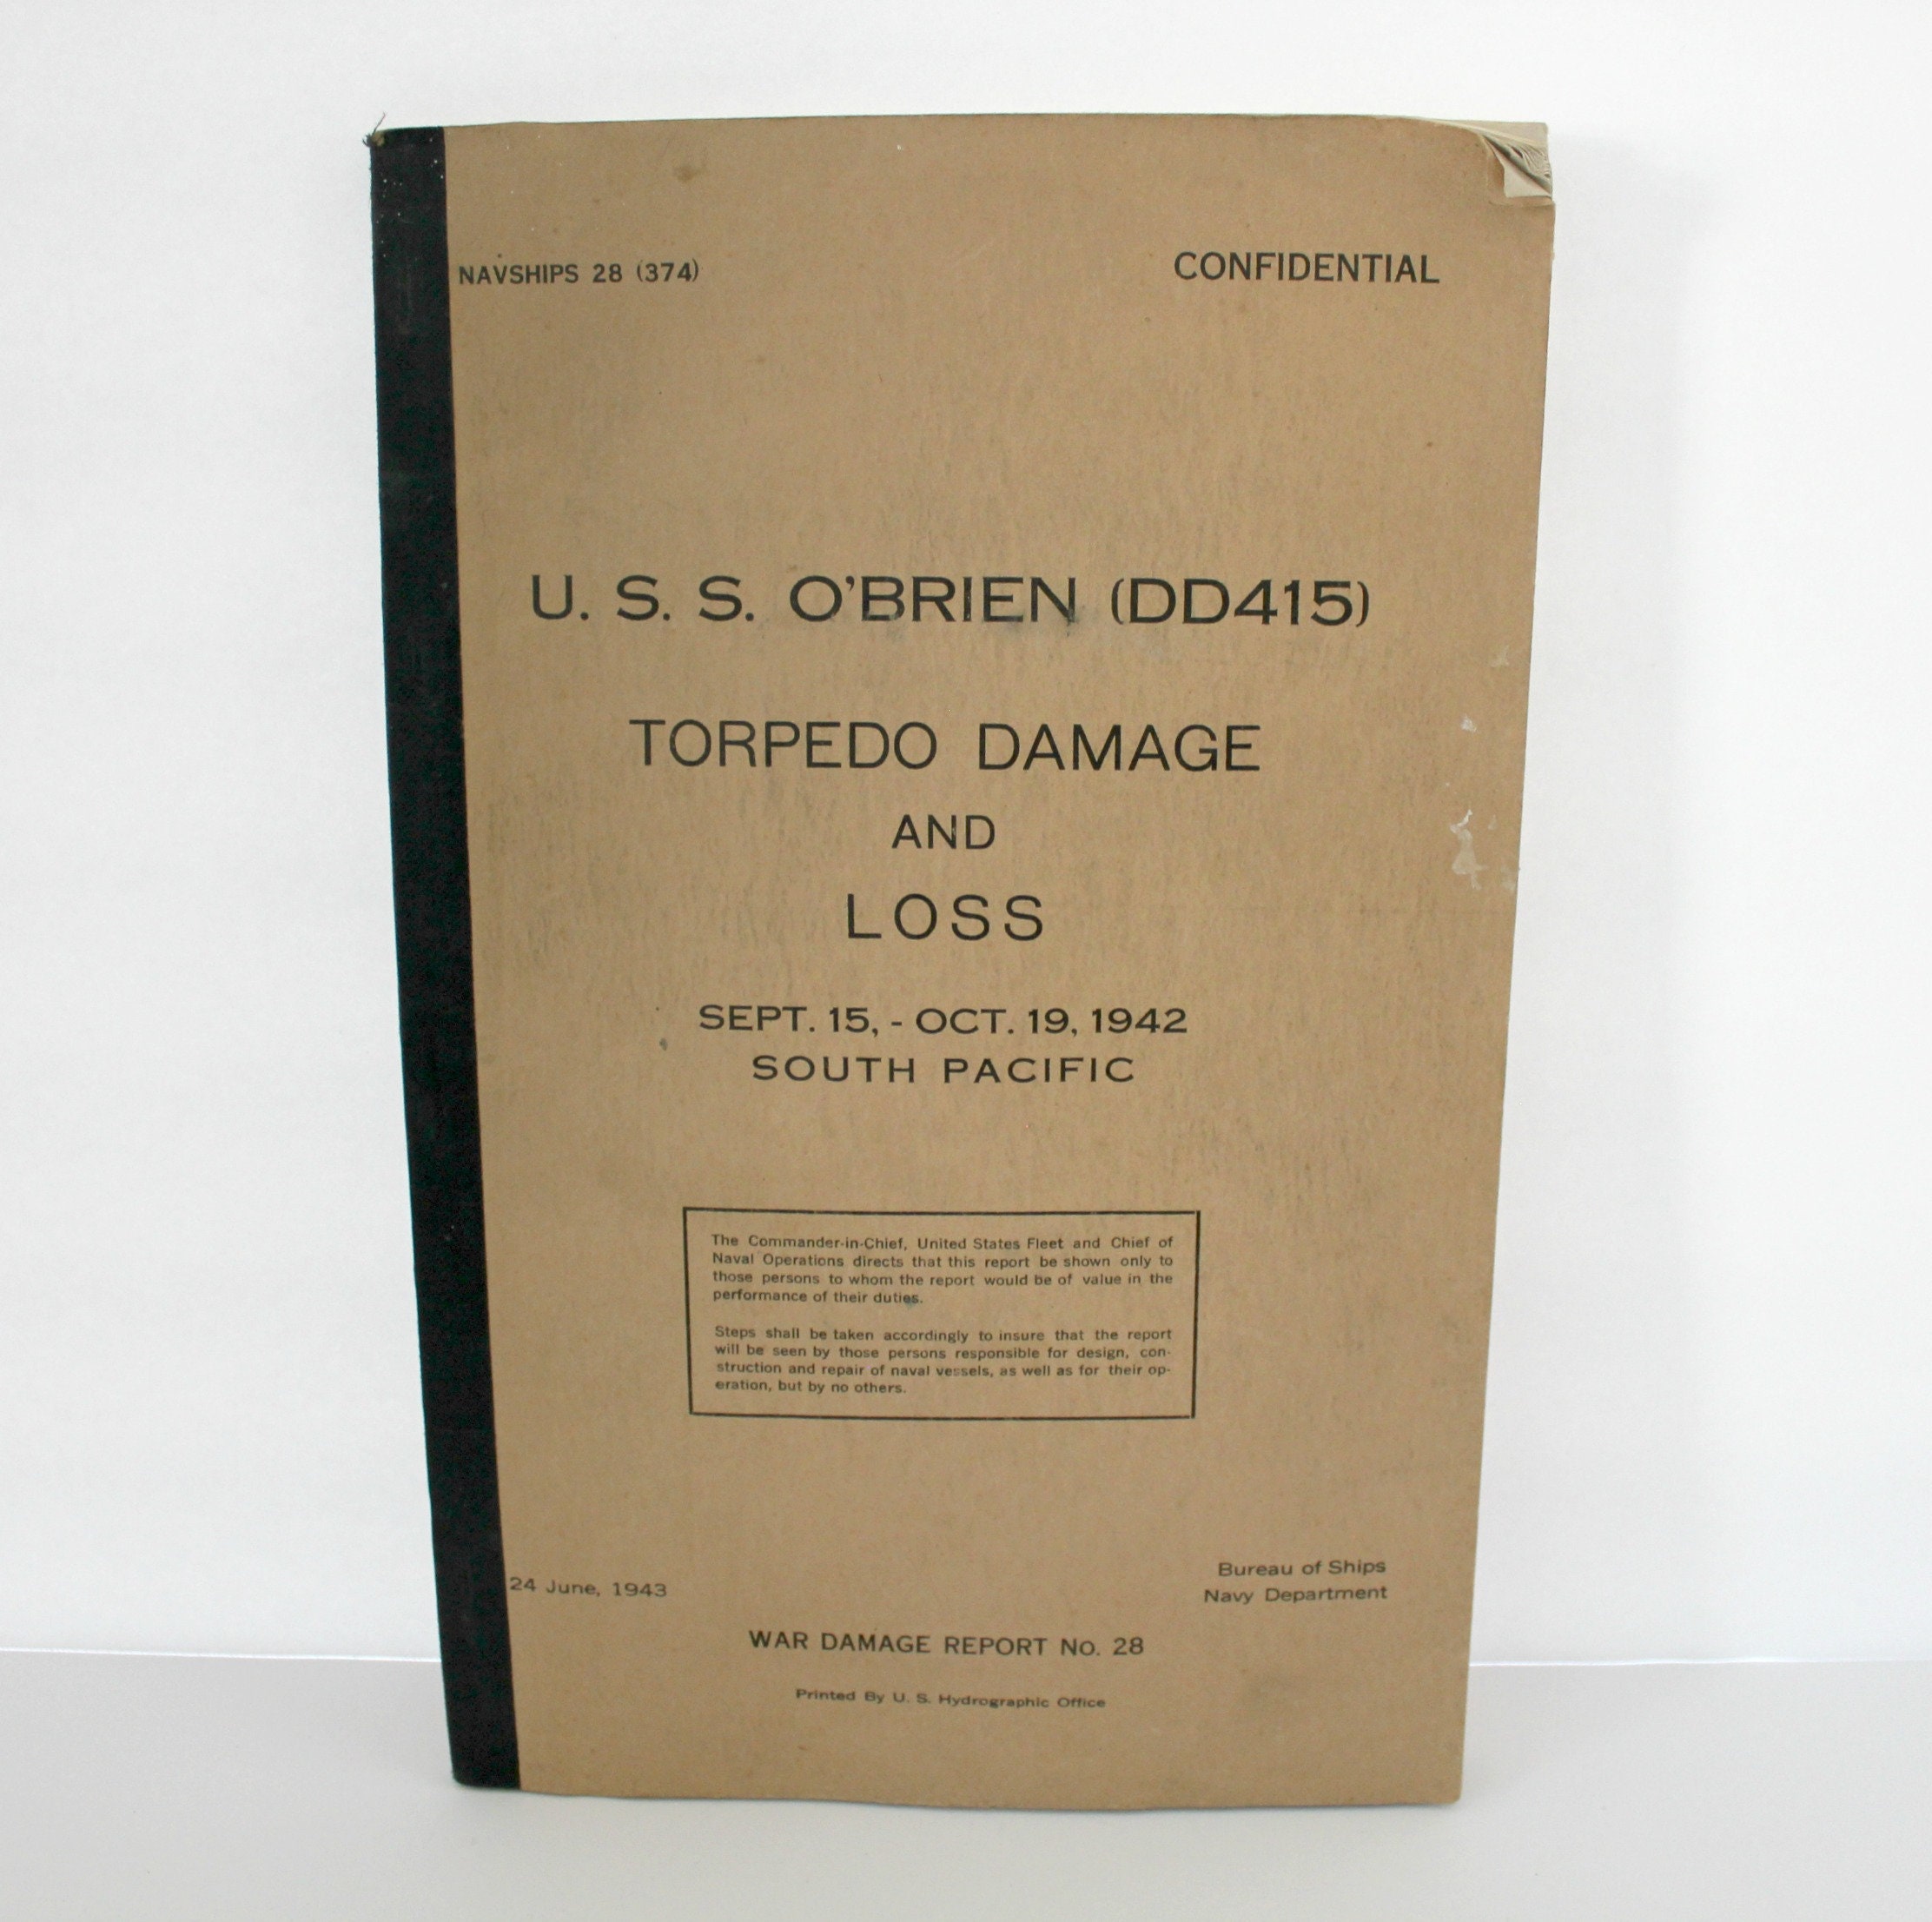 NAVSHIPS 28 (374)
CONFIDENTIAL
U. S. S. O'BRIEN (DD415)
TORPEDO DAMAGE
AND
LOSS
SEPT. 15, - OCT. 19, 1942
SOUTH PACIFIC
The Commander-in-Chief, United States Fleet and Chief of
Naval Operations directs that this report be shown only to
those persons to whom the report would be of value in the
performance of their duties.
Steps shall be taken accordingly to insure that the report
will be seen by those persons responsible for design, con-
struction and repair of naval vessels, as well as for their op-
eration, but by no others.
24 June, 1943
Bureau of Ships
Navy Department
WAR DAMAGE REPORT No. 28
Printed By U. S. Hydrographic Office